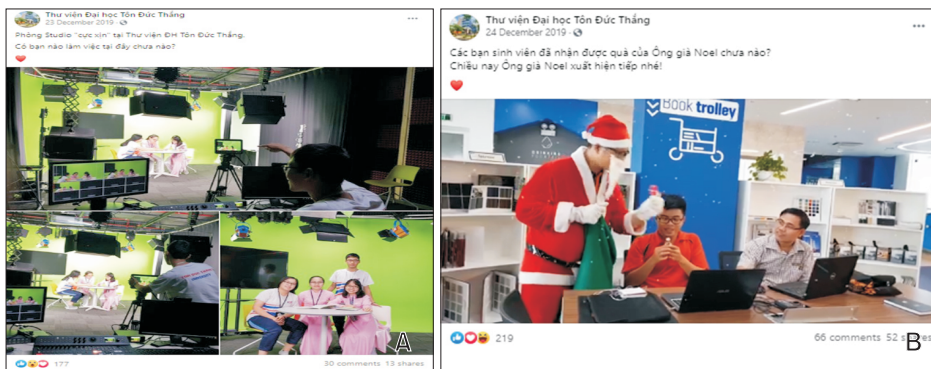 Thư viện Đại học Tôn Đức Thắng
23 December 2019
Phòng Studio "cực xịn" tại Thư viện ĐH Tôn Đức Thắng.
Có bạn nào làm việc tại đây chưa nào?
177
30 comments 13 shares
A
Thư viện Đại học Tôn Đức Thắng
24 December 2019
Các bạn sinh viên đã nhận được quà của Ông già Noel chưa nào?
Chiều nay Ông già Noel xuất hiện tiếp nhé!
Book trolley
219
66 comments 52 shares
B